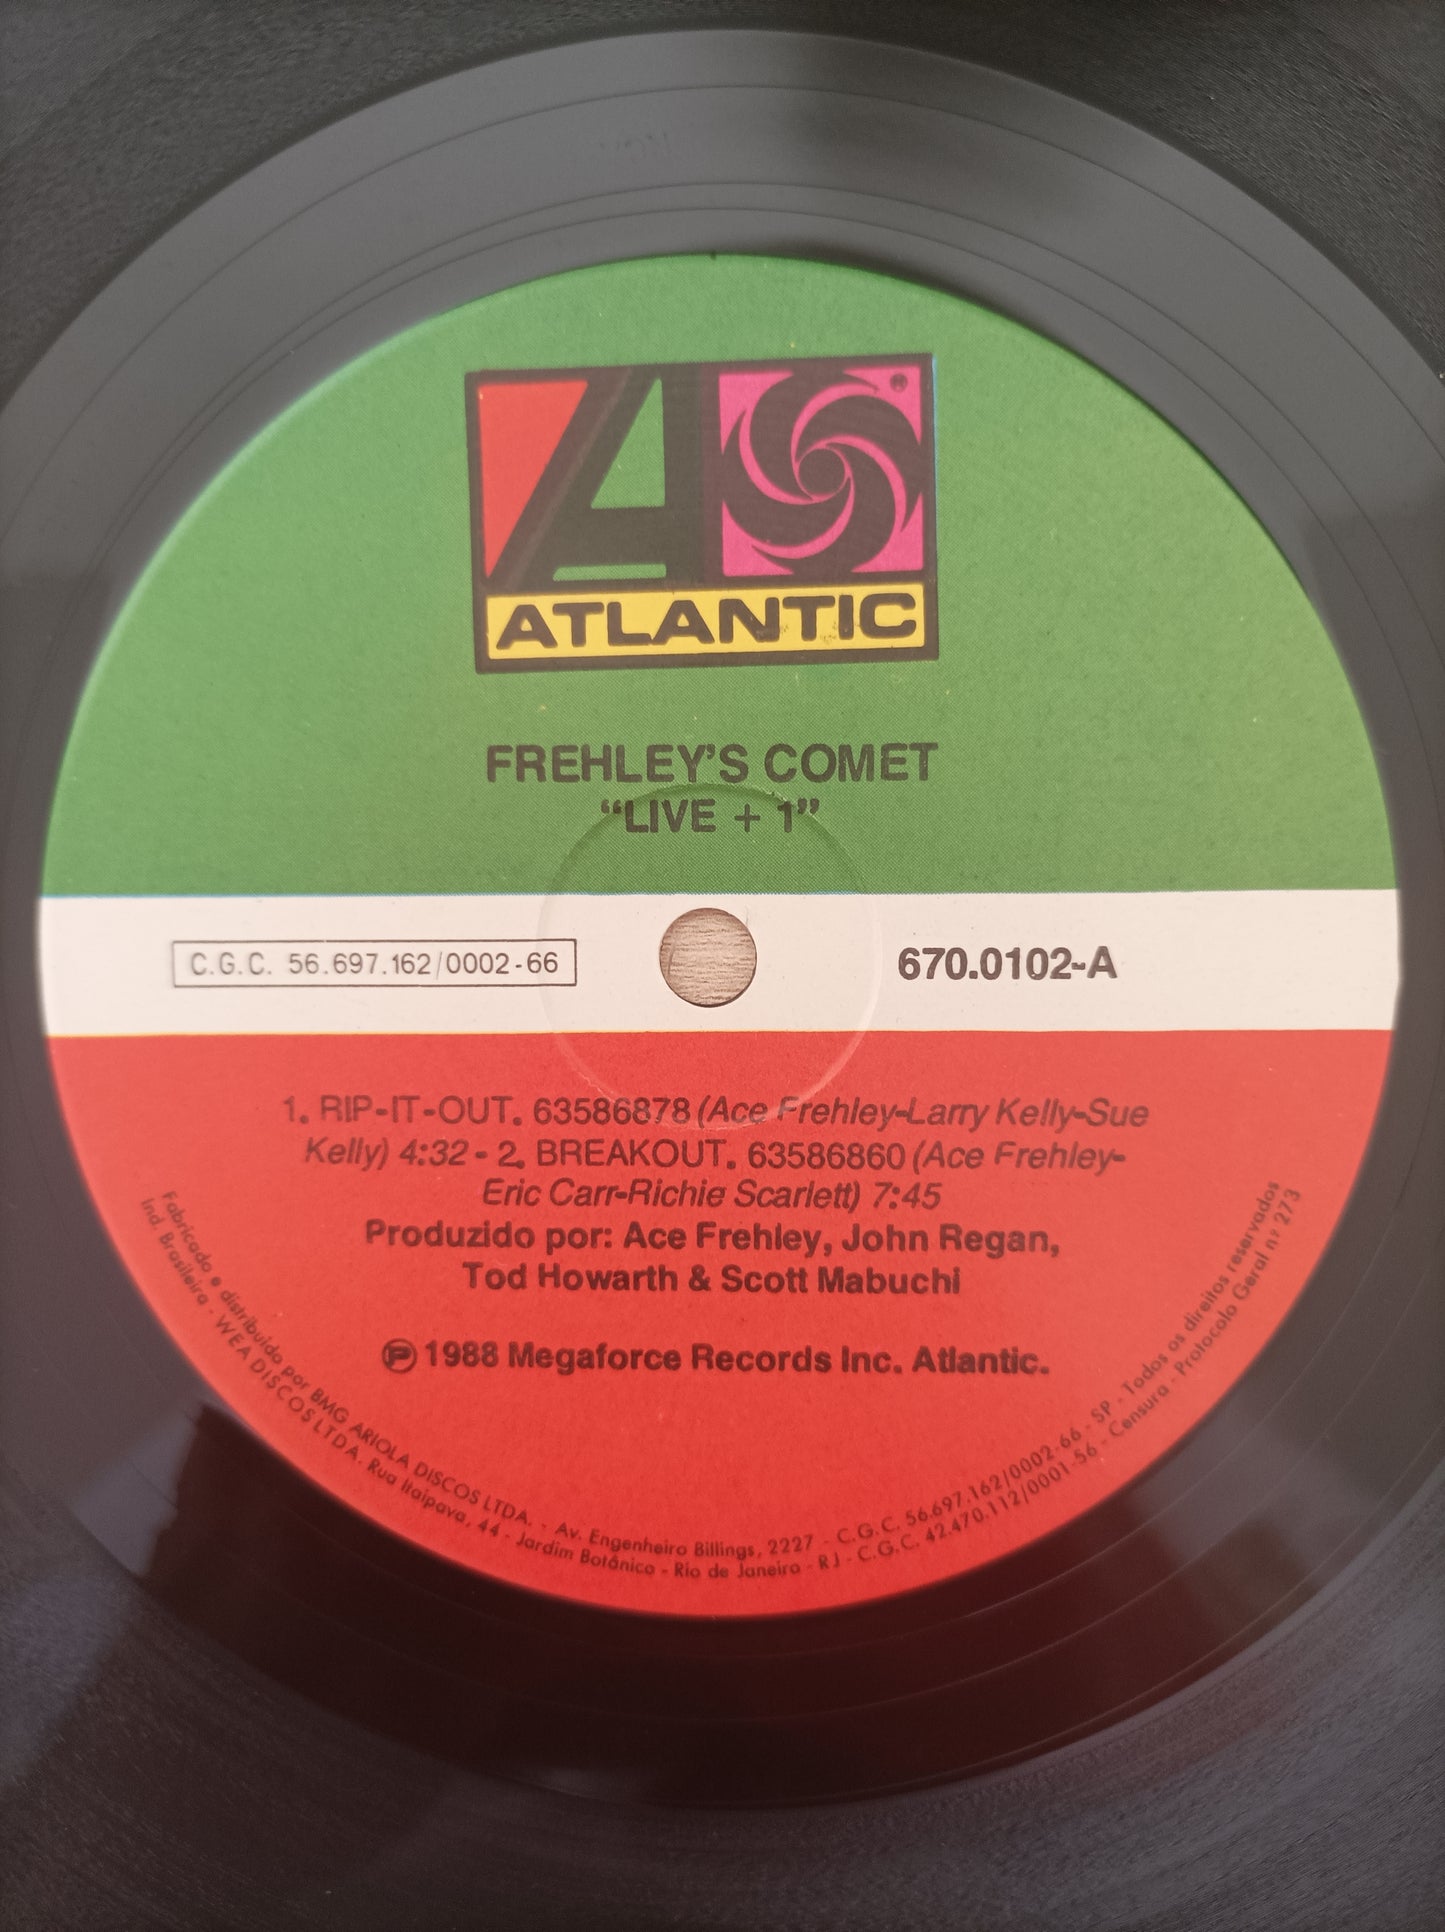 ®
ATLANTIC
FREHLEY'S COMET
“LIVE + 1”
C.G.C. 56.697.162/0002-66
670.0102-A
1. RIP-IT-OUT. 63586878 (Ace Frehley-Larry Kelly-Sue
Kelly) 4:32 - 2. BREAKOUT. 63586860 (Ace Frehley-
Eric Carr-Richie Scarlett) 7:45
Produzido por: Ace Frehley, John Regan,
Tod Howarth & Scott Mabuchi
Ⓟ 1988 Megaforce Records Inc. Atlantic.
Fabricado e distribuido por BMG ARIOLA DISCOS LTDA. - Av. Engenheiro Billings, 2227 - C.G.C. 56.697.162/0002-66 - SP - Todos os direitos reservados
Ind. Brasileira - WEA DISCOS LTDA. Rua Itaipava, 44 - Jardim Botânico - Rio de Janeiro - RJ - C.G.C. 42.470.112/0001-56 - Censura - Protocolo Geral nº 273